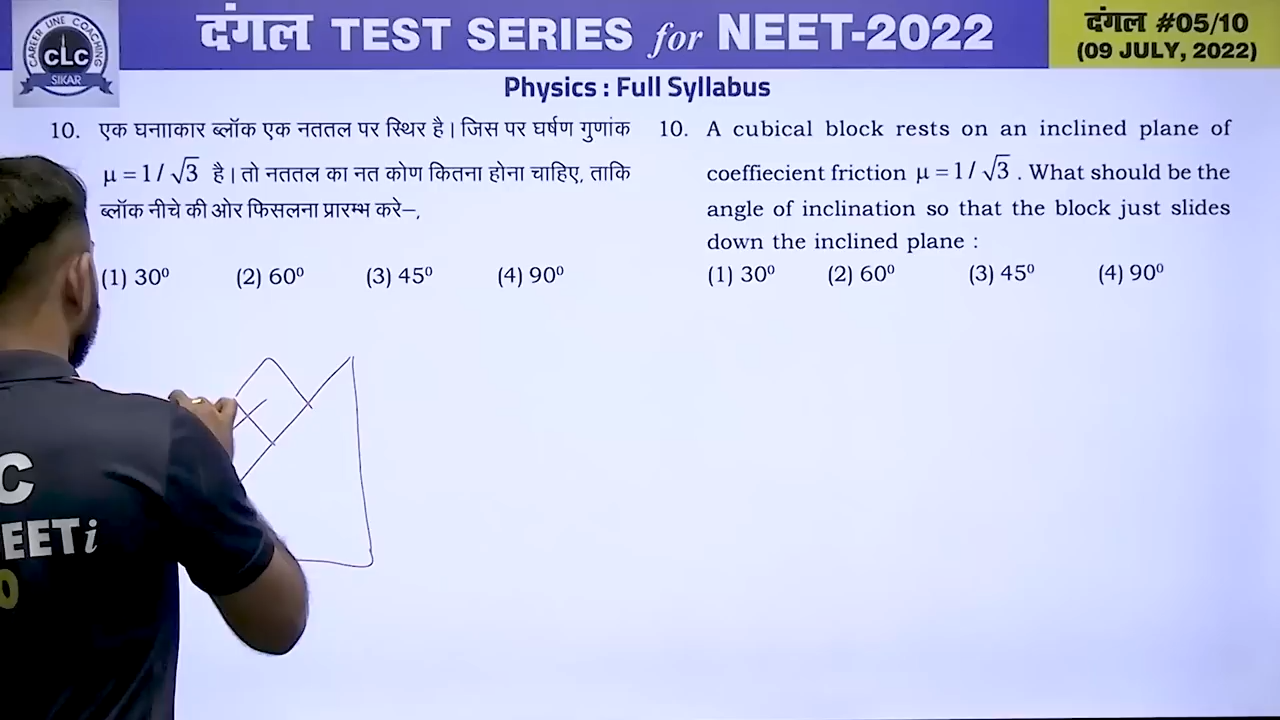 CAREER LINE COACHING
CLC
SIKAR
दंगल TEST SERIES for NEET-2022
दंगल #05/10
(09 JULY, 2022)
Physics : Full Syllabus
10. एक घनााकार ब्लॉक एक नततल पर स्थिर है। जिस पर घर्षण गुणांक
μ = 1/ √3 है। तो नततल का नत कोण कितना होना चाहिए, ताकि
ब्लॉक नीचे की ओर फिसलना प्रारम्भ करे–,
(1) 30⁰ (2) 60⁰ (3) 45⁰ (4) 90⁰
10. A cubical block rests on an inclined plane of
coeffiecient friction μ = 1/ √3 . What should be the
angle of inclination so that the block just slides
down the inclined plane :
(1) 30⁰ (2) 60⁰ (3) 45⁰ (4) 90⁰
C
EETi
0